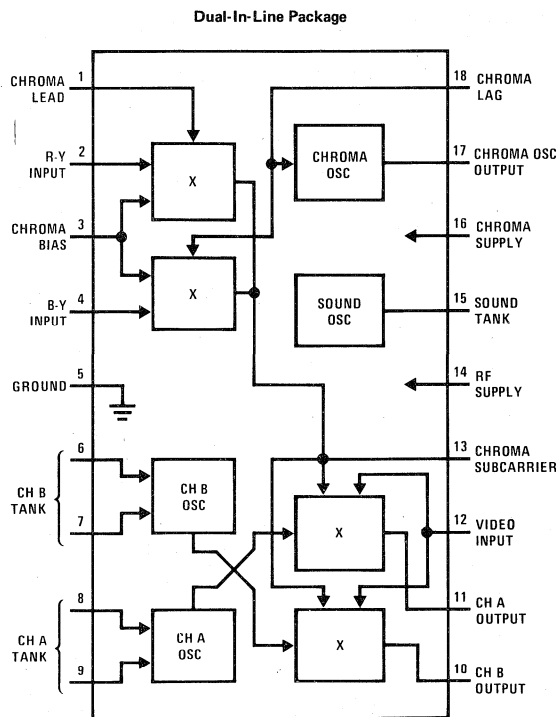 Dual-In-Line Package
1
CHROMA
LEAD
2
R-Y
INPUT
3
CHROMA
BIAS
4
B-Y
INPUT
5
GROUND
6
CH B
TANK
7
8
CH A
TANK
9
X
X
CHROMA
OSC
SOUND
OSC
CH B
OSC
CH A
OSC
X
X
18 CHROMA
LAG
17 CHROMA OSC
OUTPUT
16 CHROMA
SUPPLY
15 SOUND
TANK
14 RF
SUPPLY
13 CHROMA
SUBCARRIER
12 VIDEO
INPUT
11 CH A
OUTPUT
10 CH B
OUTPUT